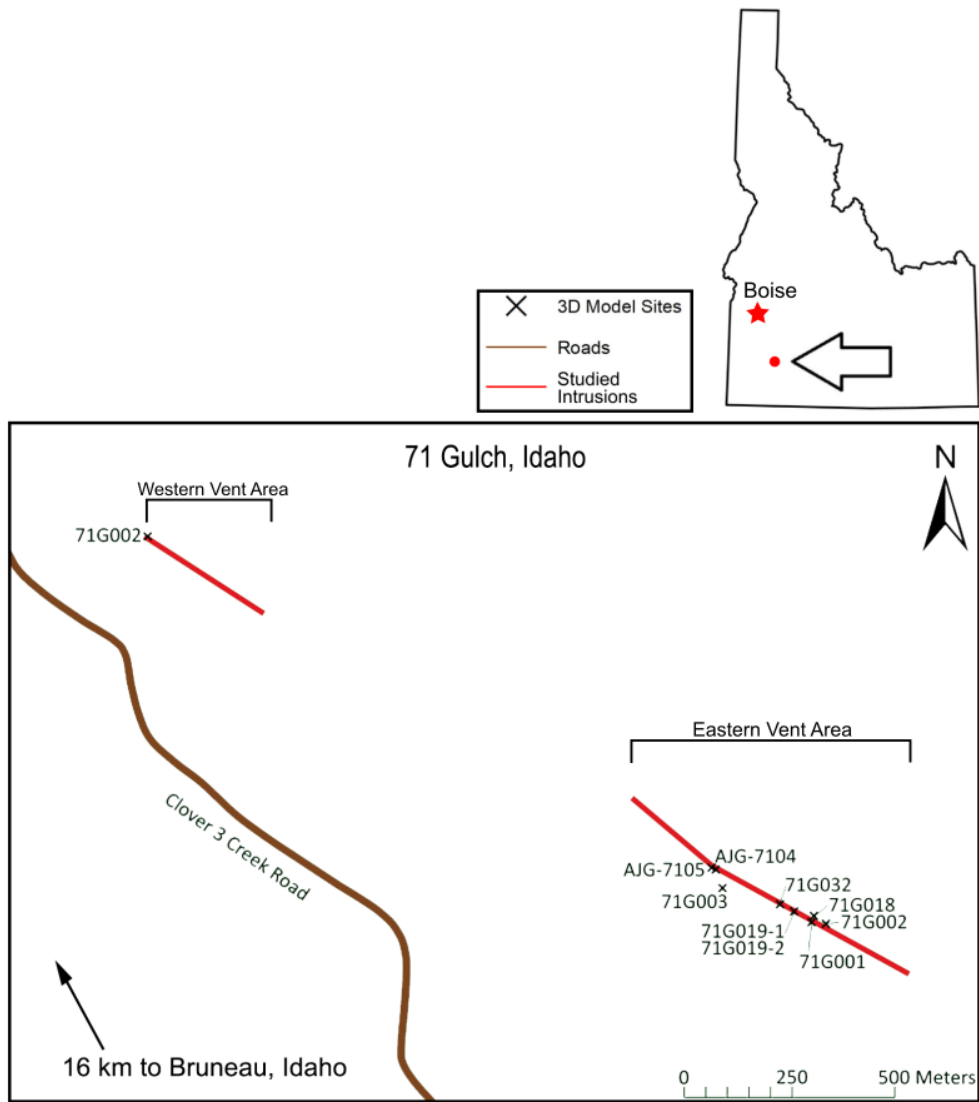 Boise
3D Model Sites
Roads
Studied
Intrusions
71 Gulch, Idaho
N
Western Vent Area
71G002
Eastern Vent Area
Clover 3 Creek Road
AJG-7104
AJG-7105
71G032
71G003
71G018
71G002
71G019-1
71G019-2
71G001
16 km to Bruneau, Idaho
0 250 500 Meters